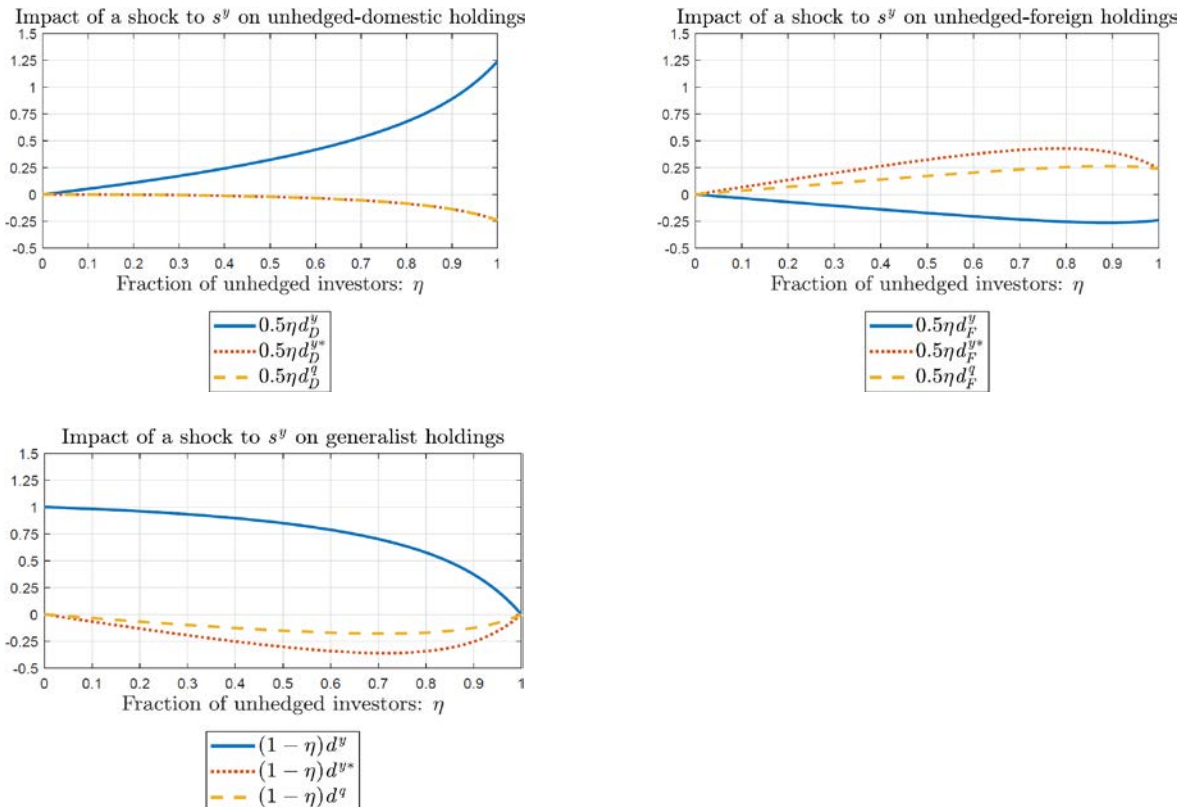 Impact of a shock to s^y on unhedged-domestic holdings
1.5
1.25
1
0.75
0.5
0.25
0
-0.25
-0.5
0 0.1 0.2 0.3 0.4 0.5 0.6 0.7 0.8 0.9 1
Fraction of unhedged investors: η
0.5ηd_D^y
0.5ηd_D^{y*}
0.5ηd_D^q
Impact of a shock to s^y on unhedged-foreign holdings
1.5
1.25
1
0.75
0.5
0.25
0
-0.25
-0.5
0 0.1 0.2 0.3 0.4 0.5 0.6 0.7 0.8 0.9 1
Fraction of unhedged investors: η
0.5ηd_F^y
0.5ηd_F^{y*}
0.5ηd_F^q
Impact of a shock to s^y on generalist holdings
1.5
1.25
1
0.75
0.5
0.25
0
-0.25
-0.5
0 0.1 0.2 0.3 0.4 0.5 0.6 0.7 0.8 0.9 1
Fraction of unhedged investors: η
(1 − η)d^y
(1 − η)d^{y*}
(1 − η)d^q